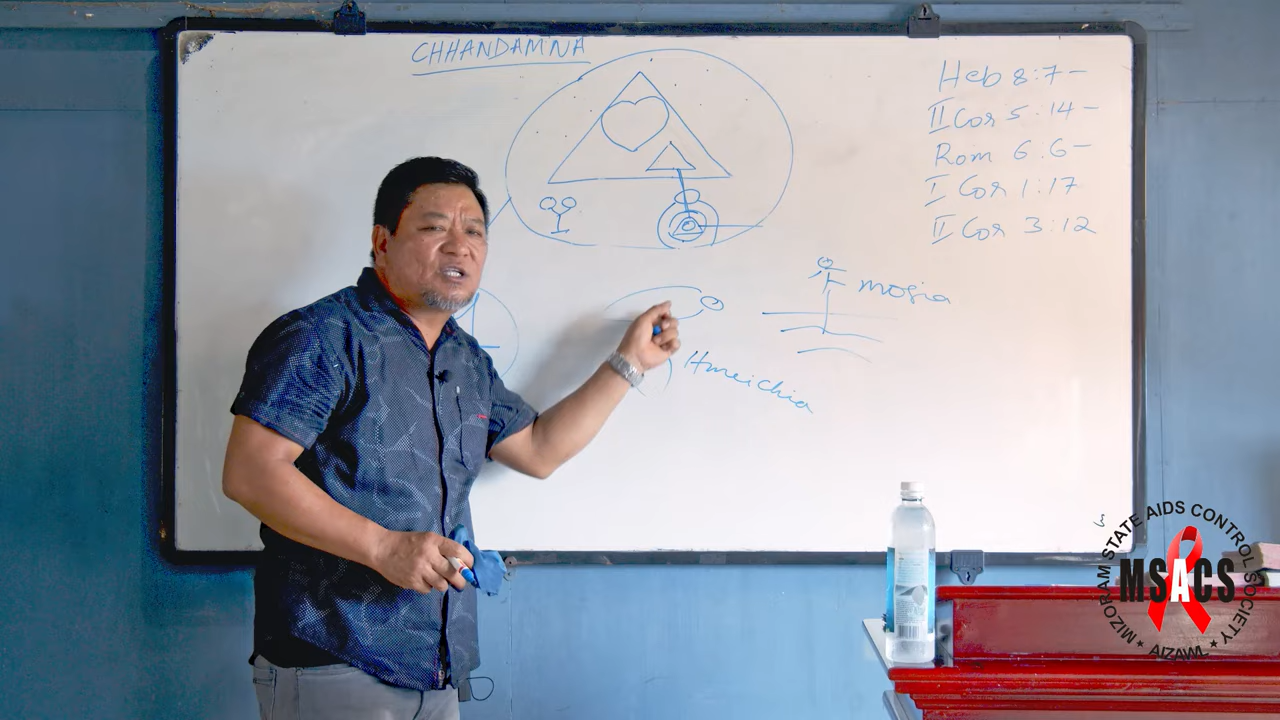 CHHANDAMNA
Heb 8:7-
II Cor 5.14-
Rom 6.6-
I Cor 1:17
II Cor 3:12
mosia
Hmeichia
MIZORAM STATE AIDS CONTROL SOCIETY
MSACS
★ AIZAWL ★